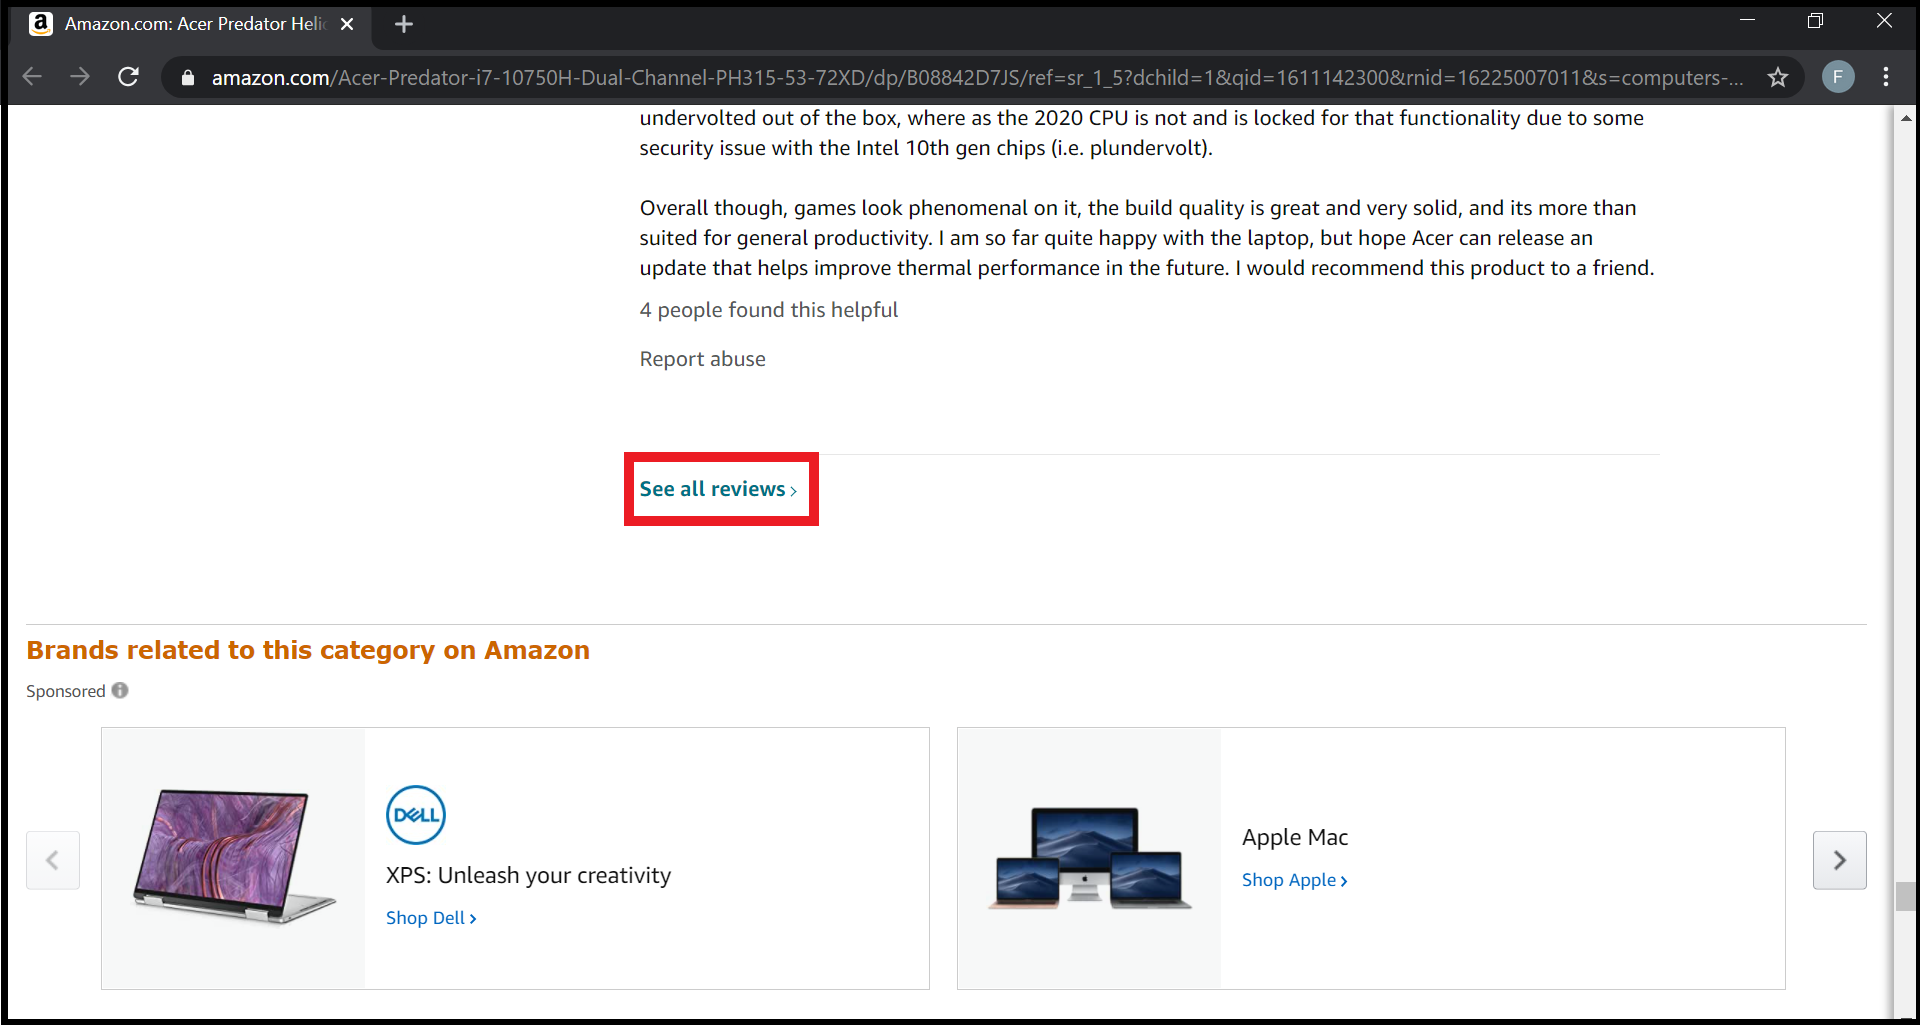 Amazon.com: Acer Predator Helio
amazon.com/Acer-Predator-i7-10750H-Dual-Channel-PH315-53-72XD/dp/B08842D7JS/ref=sr_1_5?dchild=1&qid=1611142300&rnid=16225007011&s=computers-...
F
undervolted out of the box, where as the 2020 CPU is not and is locked for that functionality due to some
security issue with the Intel 10th gen chips (i.e. plundervolt).
Overall though, games look phenomenal on it, the build quality is great and very solid, and its more than
suited for general productivity. I am so far quite happy with the laptop, but hope Acer can release an
update that helps improve thermal performance in the future. I would recommend this product to a friend.
4 people found this helpful
Report abuse
See all reviews ›
Brands related to this category on Amazon
Sponsored
DELL
XPS: Unleash your creativity
Shop Dell ›
Apple Mac
Shop Apple ›